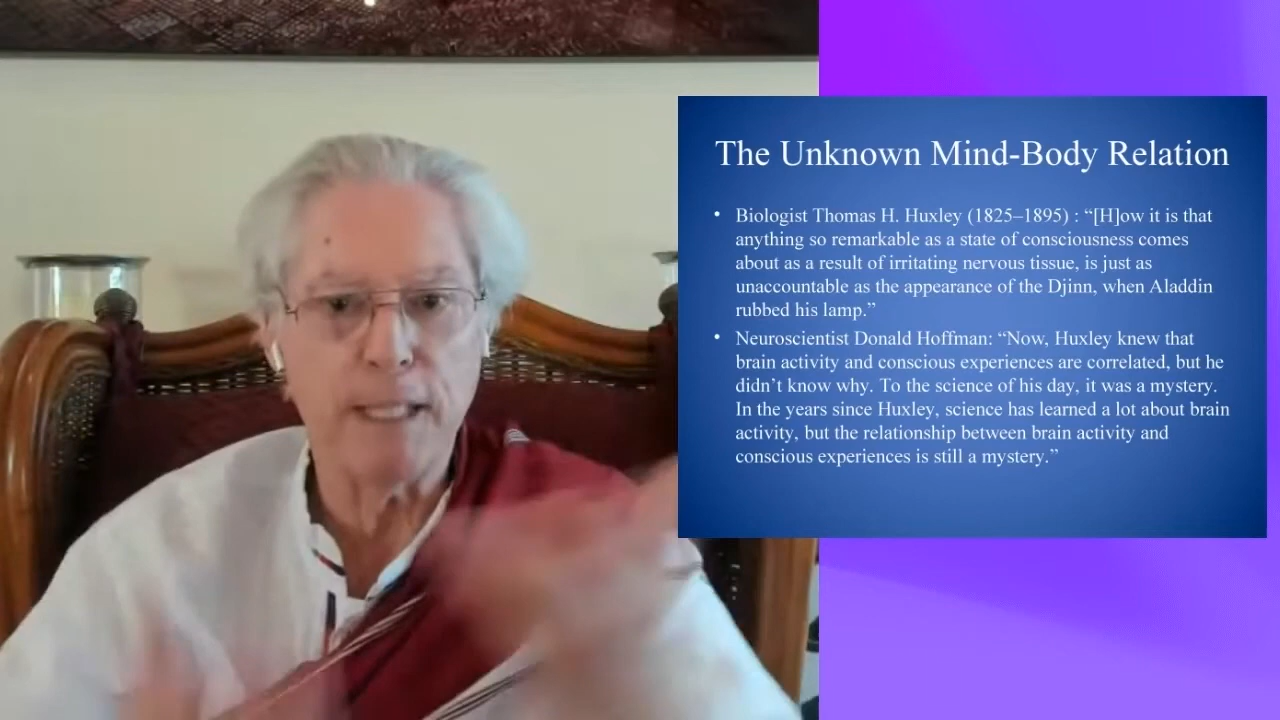 The Unknown Mind-Body Relation
• Biologist Thomas H. Huxley (1825–1895) : “[H]ow it is that
anything so remarkable as a state of consciousness comes
about as a result of irritating nervous tissue, is just as
unaccountable as the appearance of the Djinn, when Aladdin
rubbed his lamp.”
• Neuroscientist Donald Hoffman: “Now, Huxley knew that
brain activity and conscious experiences are correlated, but he
didn’t know why. To the science of his day, it was a mystery.
In the years since Huxley, science has learned a lot about brain
activity, but the relationship between brain activity and
conscious experiences is still a mystery.”